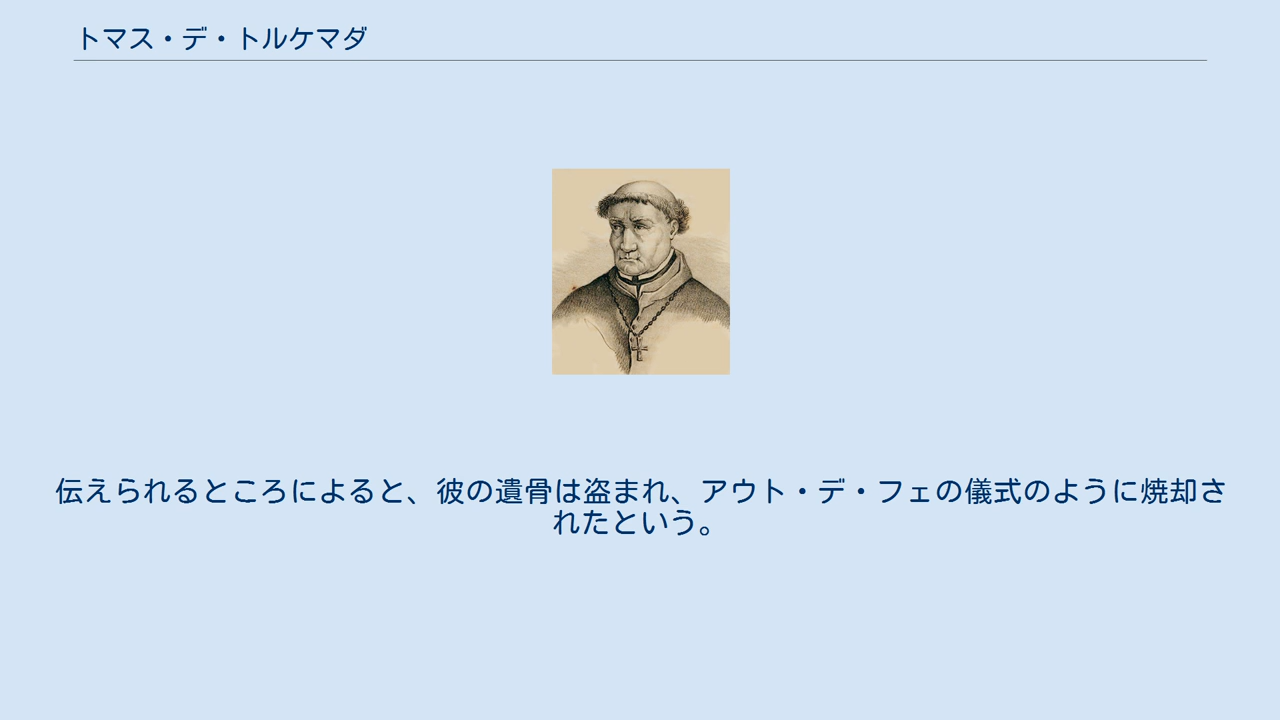 トマス・デ・トルケマダ
伝えられるところによると、彼の遺骨は盗まれ、アウト・デ・フェの儀式のように焼却さ
れたという。